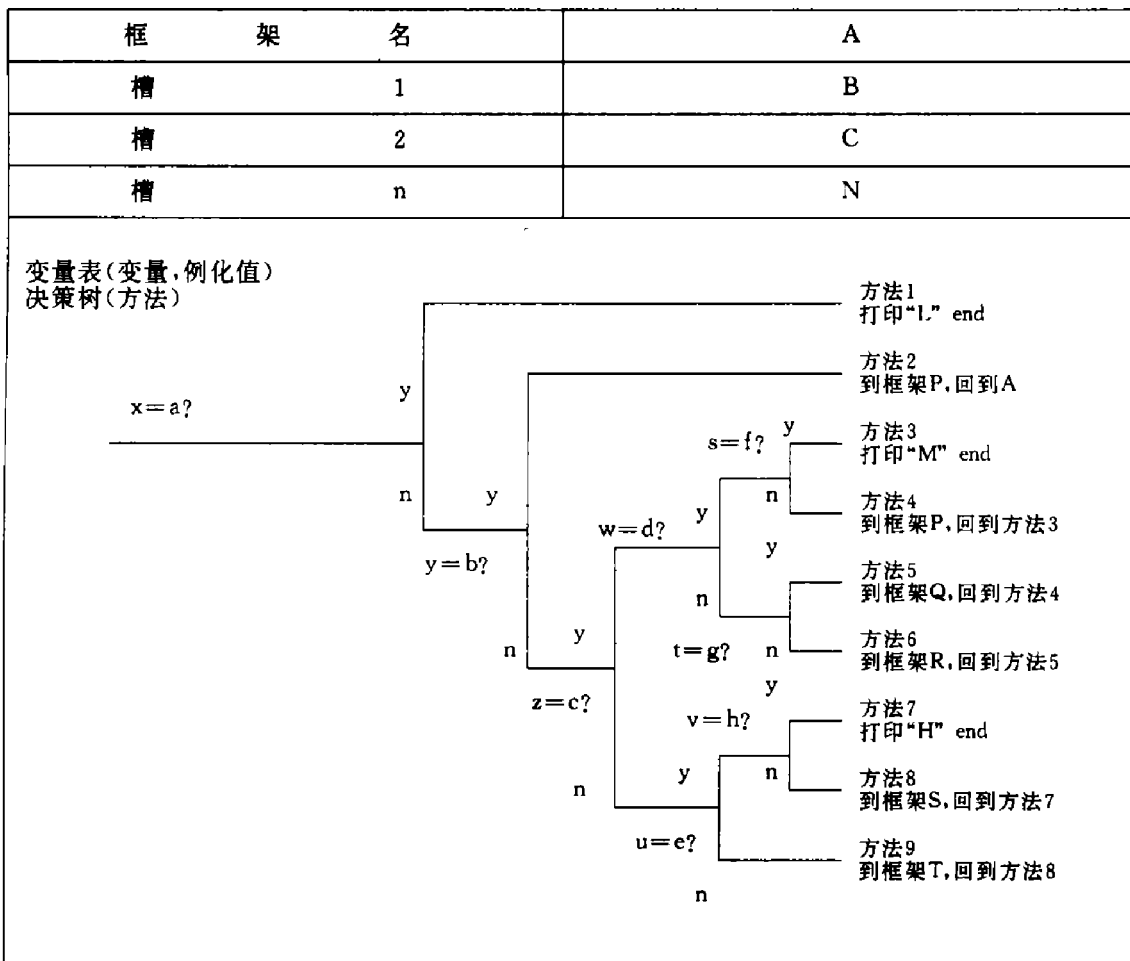 框 架 名 A
槽 1 B
槽 2 C
槽 n N
变量表(变量,例化值)
决策树(方法)
方法1
打印“L” end
方法2
到框架P,回到A
y
x=a?
s=f? y
方法3
打印“M” end
n y
n
方法4
到框架P,回到方法3
w=d? y
y
y=b?
方法5
到框架Q,回到方法4
n
y
n
t=g? n
方法6
到框架R,回到方法5
z=c?
y
v=h?
方法7
打印“H” end
n
y
n
方法8
到框架S,回到方法7
u=e?
方法9
到框架T,回到方法8
n